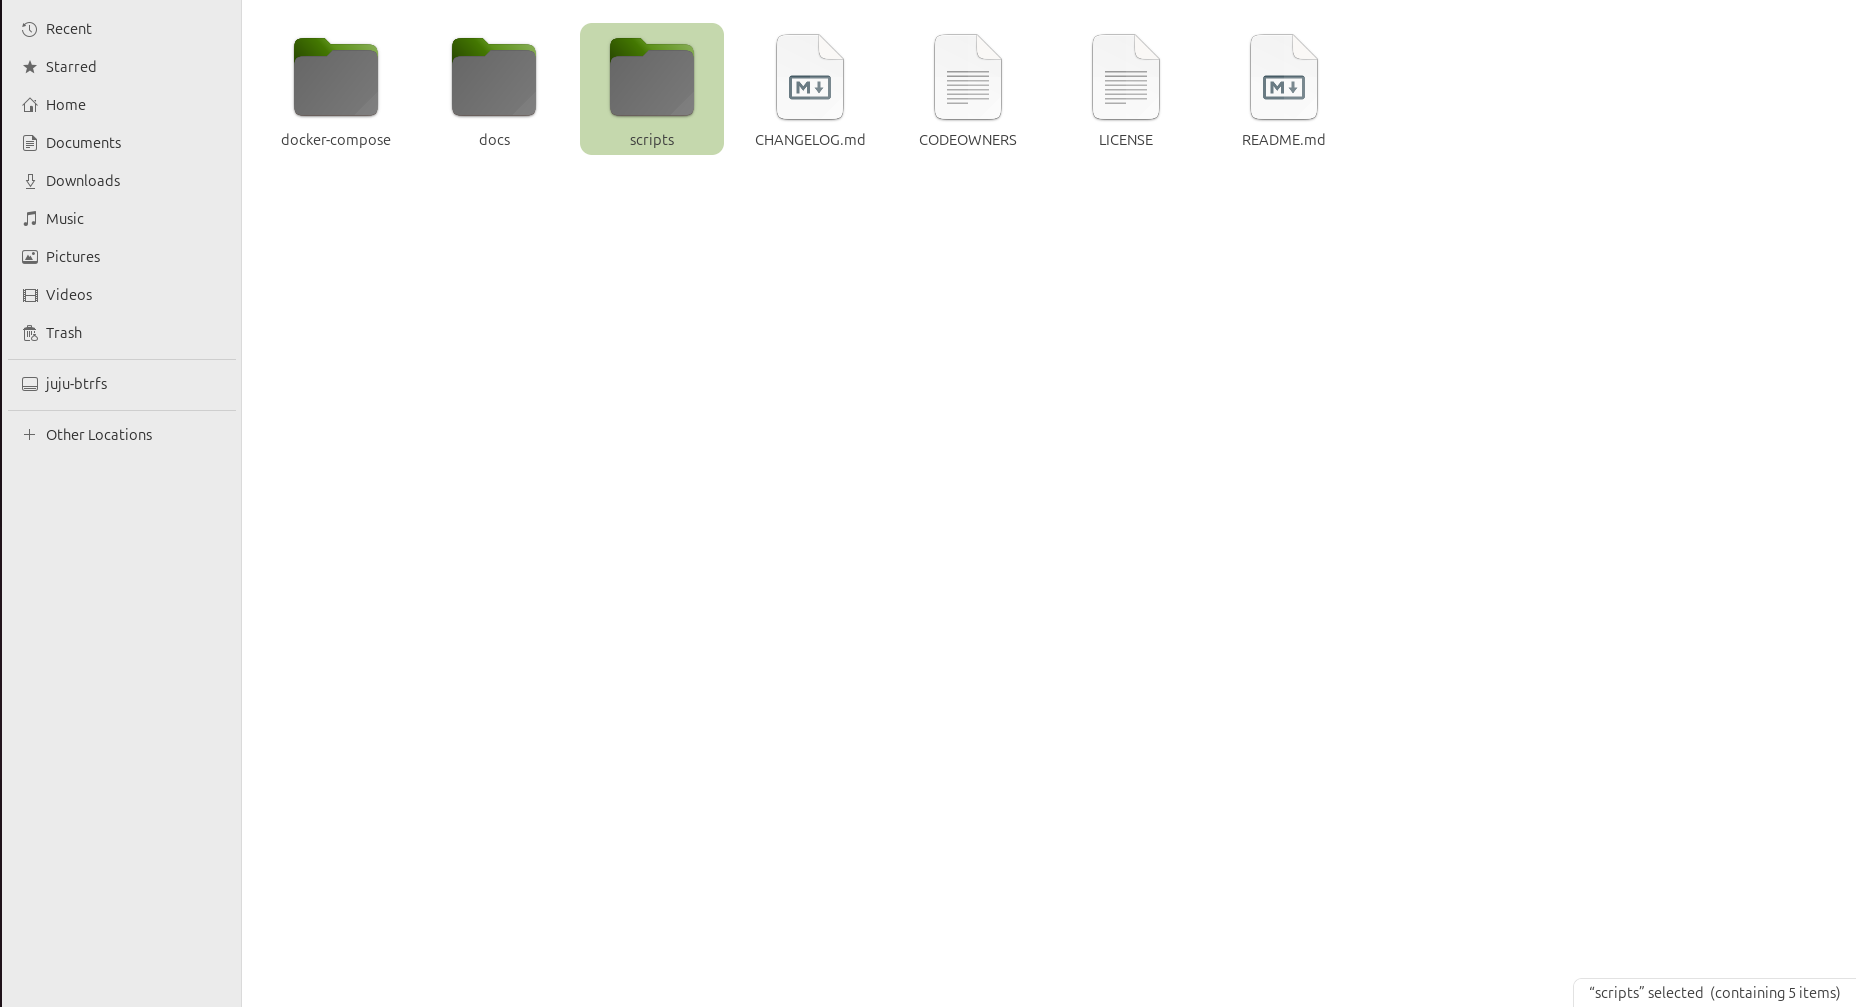 Recent
Starred
Home
Documents
Downloads
Music
Pictures
Videos
Trash
juju-btrfs
Other Locations
docker-compose
docs
scripts
CHANGELOG.md
CODEOWNERS
LICENSE
README.md
“scripts” selected (containing 5 items)